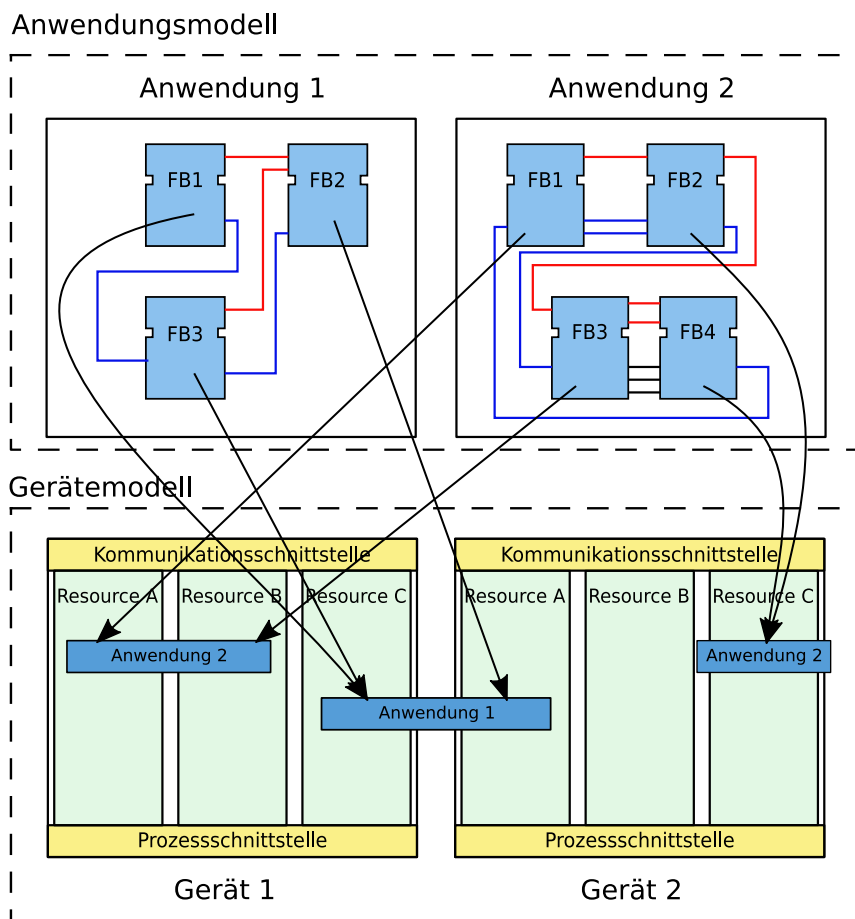 Anwendungsmodell
Anwendung 1
Anwendung 2
FB1
FB2
FB1
FB2
FB3
FB3
FB4
Gerätemodell
Kommunikationsschnittstelle
Kommunikationsschnittstelle
Resource A
Resource B
Resource C
Resource A
Resource B
Resource C
Anwendung 2
Anwendung 2
Anwendung 1
Prozessschnittstelle
Prozessschnittstelle
Gerät 1
Gerät 2